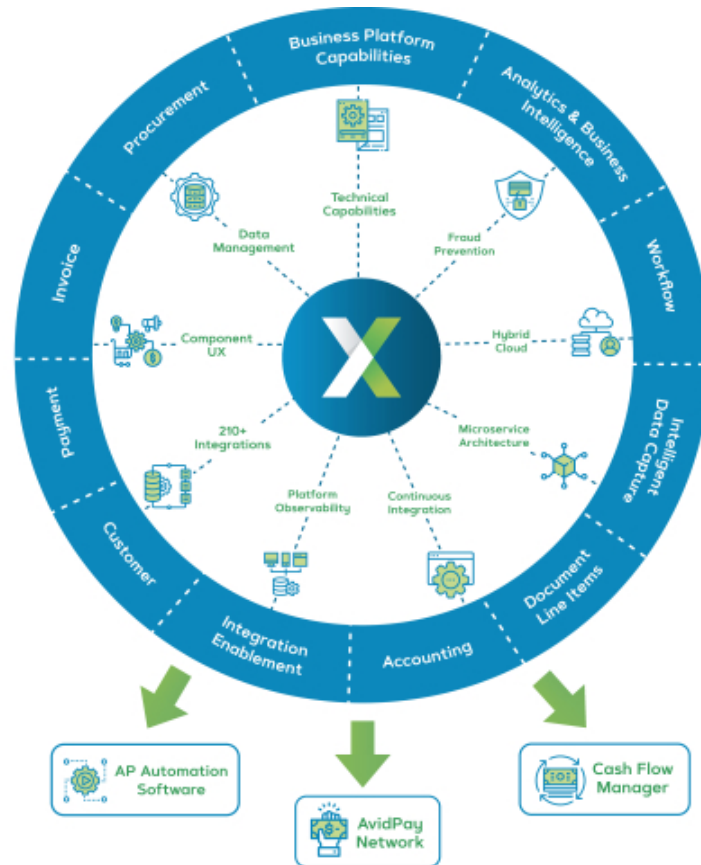 Business Platform
Capabilities
Analytics & Business
Intelligence
Workflow
Intelligent
Data Capture
Document
Line Items
Accounting
Integration
Enablement
Customer
Payment
Invoice
Procurement
Technical
Capabilities
Fraud
Prevention
Hybrid
Cloud
Microservice
Architecture
Continuous
Integration
Platform
Observability
210+
Integrations
Component
UX
Data
Management
X
AP Automation
Software
AvidPay
Network
Cash Flow
Manager